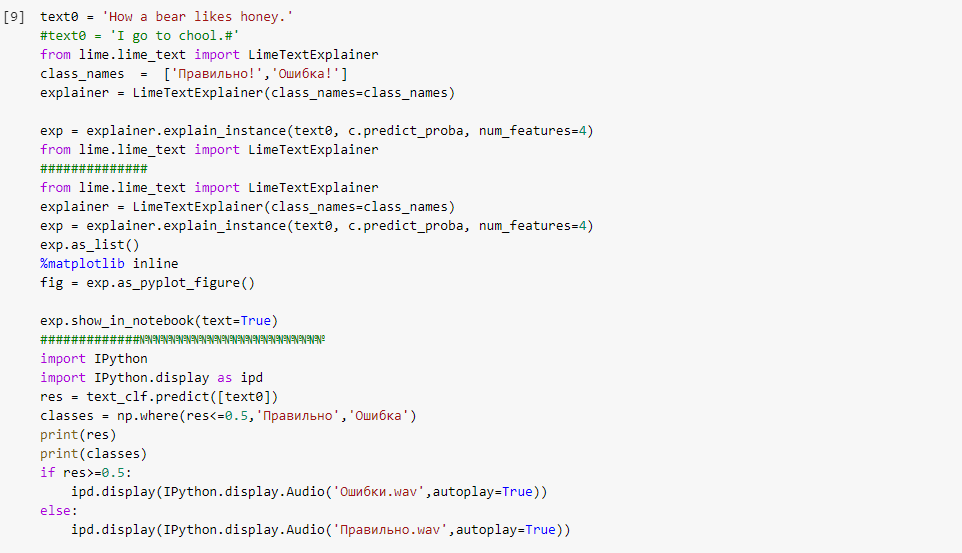 [9] text0 = 'How a bear likes honey.'
#text0 = 'I go to chool.#'
from lime.lime_text import LimeTextExplainer
class_names  =  ['Правильно!','Ошибка!']
explainer = LimeTextExplainer(class_names=class_names)

exp = explainer.explain_instance(text0, c.predict_proba, num_features=4)
from lime.lime_text import LimeTextExplainer
##############
from lime.lime_text import LimeTextExplainer
explainer = LimeTextExplainer(class_names=class_names)
exp = explainer.explain_instance(text0, c.predict_proba, num_features=4)
exp.as_list()
%matplotlib inline
fig = exp.as_pyplot_figure()

exp.show_in_notebook(text=True)
#############№№№№№№№№№№№№№№№№№№№№№№№№
import IPython
import IPython.display as ipd
res = text_clf.predict([text0])
classes = np.where(res<=0.5,'Правильно','Ошибка')
print(res)
print(classes)
if res>=0.5:
    ipd.display(IPython.display.Audio('Ошибки.wav',autoplay=True))
else:
    ipd.display(IPython.display.Audio('Правильно.wav',autoplay=True))